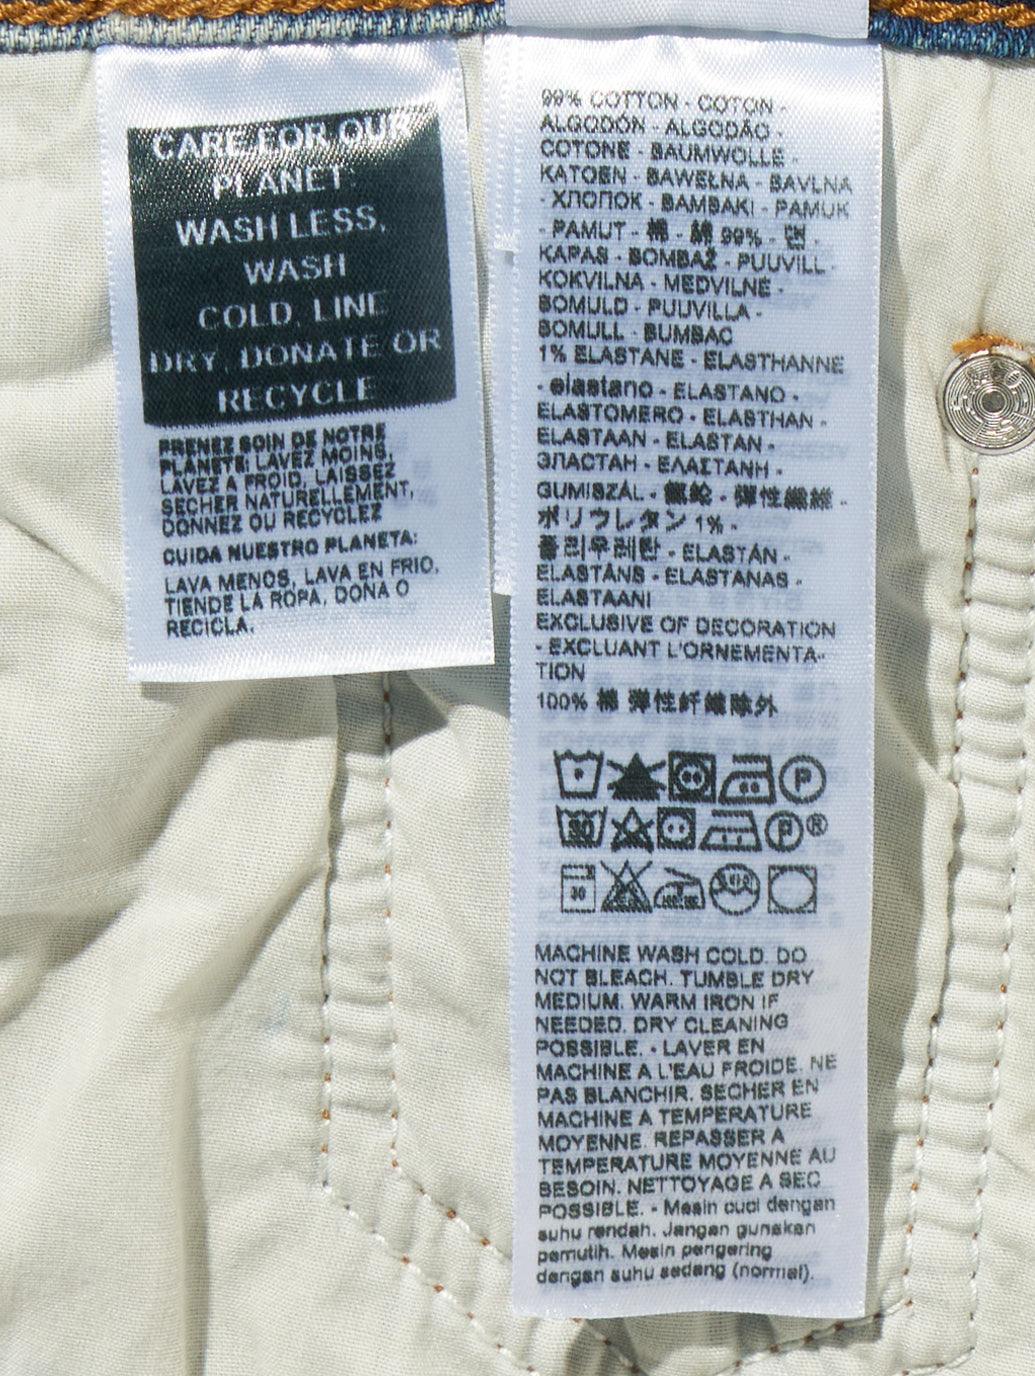 CARE FOR OUR
PLANET:
WASH LESS,
WASH
COLD, LINE
DRY, DONATE OR
RECYCLE
PRENEZ SOIN DE NOTRE
PLANETE: LAVEZ MOINS,
LAVEZ A FROID, LAISSEZ
SECHER NATURELLEMENT,
DONNEZ OU RECYCLEZ
CUIDA NUESTRO PLANETA:
LAVA MENOS, LAVA EN FRIO,
TIENDE LA ROPA, DONA O
RECICLA.
99% COTTON - COTON -
ALGODÓN - ALGODÃO -
COTONE - BAUMWOLLE -
KATOEN - BAWEŁNA - BAVLNA
- ХЛОПОК - ΒΑΜΒΑΚΙ - PAMUK
- PAMUT - 棉 - 綿 99% - 면 -
KAPAS - BOMBAŽ - PUUVILL -
KOKVILNA - MEDVILNĖ -
BOMULD - PUUVILLA -
BOMULL - BUMBAC
1% ELASTANE - ELASTHANNE
- elastano - ELASTANO -
ELASTOMERO - ELASTHAN -
ELASTAAN - ELASTAN -
ЭЛАСТАН - ΕΛΑΣΤΑΝΗ -
GUMISZÁL - 氨纶 - 彈性纖維 -
ポリウレタン 1% -
폴리우레탄 - ELASTÁN -
ELASTĀNS - ELASTANAS -
ELASTAANI
EXCLUSIVE OF DECORATION
- EXCLUANT L'ORNEMENTA-
TION
100% 棉 弹性纤维除外
P
30 P®
30
MACHINE WASH COLD. DO
NOT BLEACH. TUMBLE DRY
MEDIUM. WARM IRON IF
NEEDED. DRY CLEANING
POSSIBLE. - LAVER EN
MACHINE A L'EAU FROIDE. NE
PAS BLANCHIR. SECHER EN
MACHINE A TEMPERATURE
MOYENNE. REPASSER A
TEMPERATURE MOYENNE AU
BESOIN. NETTOYAGE A SEC
POSSIBLE. - Mesin cuci dengan
suhu rendah. Jangan gunakan
pemutih. Mesin pengering
dengan suhu sedang (normal).